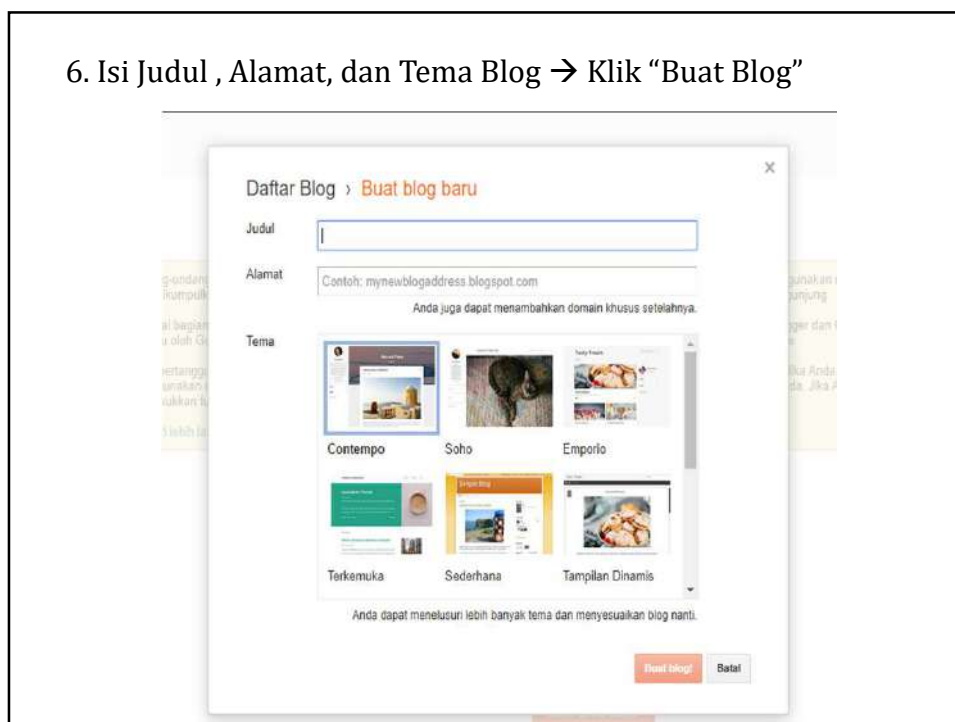 6. Isi Judul , Alamat, dan Tema Blog → Klik “Buat Blog”
Daftar Blog › Buat blog baru
x
Judul
Alamat
Contoh: mynewblogaddress.blogspot.com
Anda juga dapat menambahkan domain khusus setelahnya.
Tema
Contempo
Soho
Emporio
Simple Blog
Terkemuka
Sederhana
Tampilan Dinamis
Anda dapat menelusuri lebih banyak tema dan menyesuaikan blog nanti.
Buat blog!
Batal